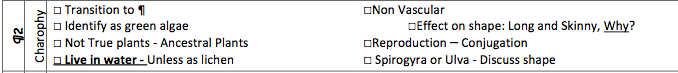 ¶2
Charophy
□ Transition to ¶
□ Identify as green algae
□ Not True plants - Ancestral Plants
□ Live in water - Unless as lichen
□Non Vascular
□Effect on shape: Long and Skinny, Why?
□Reproduction – Conjugation
□ Spirogyra or Ulva - Discuss shape